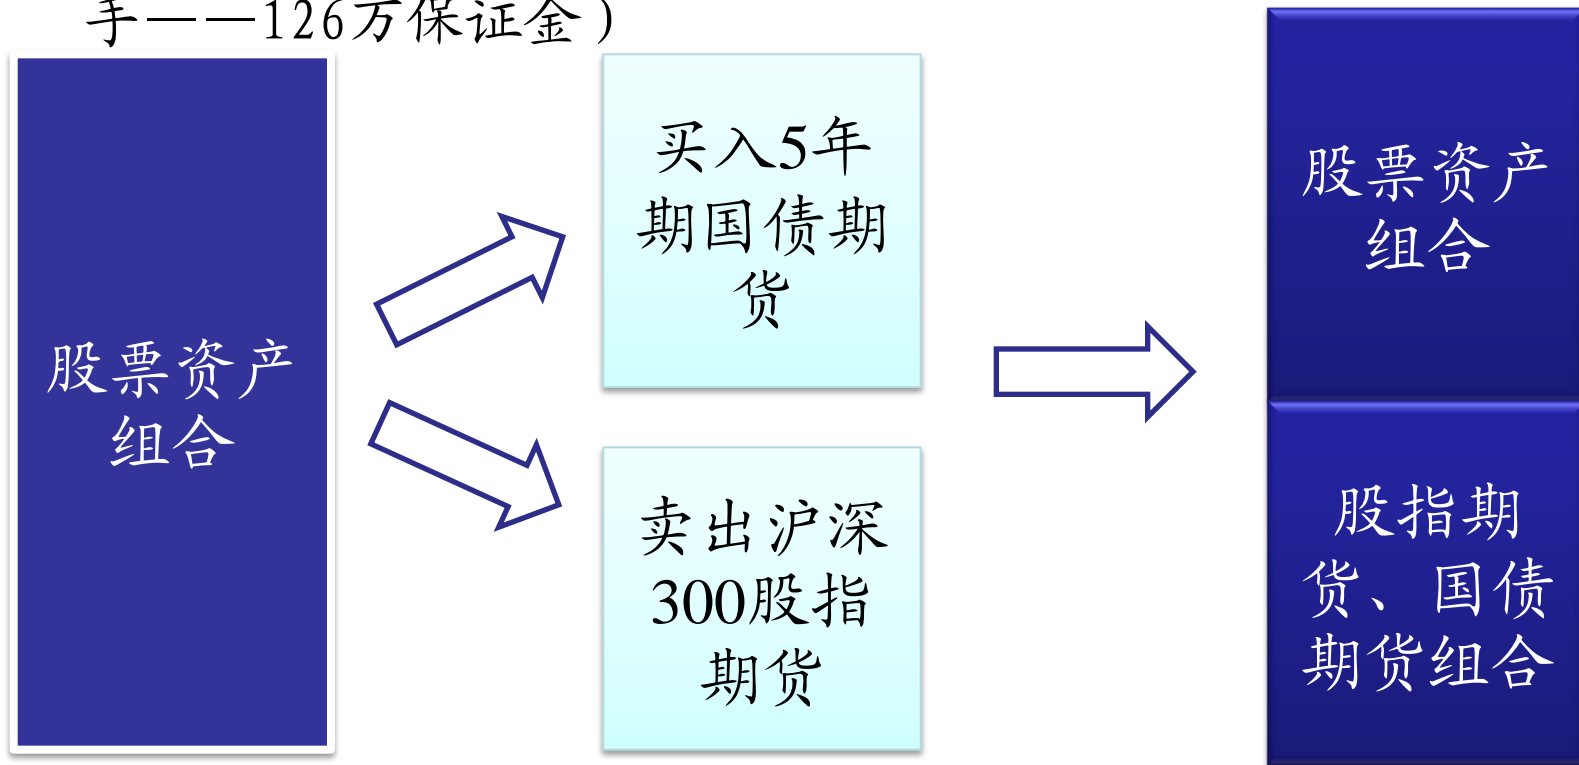 手——126万保证金）
股票资产
组合
买入5年
期国债期
货
卖出沪深
300股指
期货
股票资产
组合
股指期
货、国债
期货组合